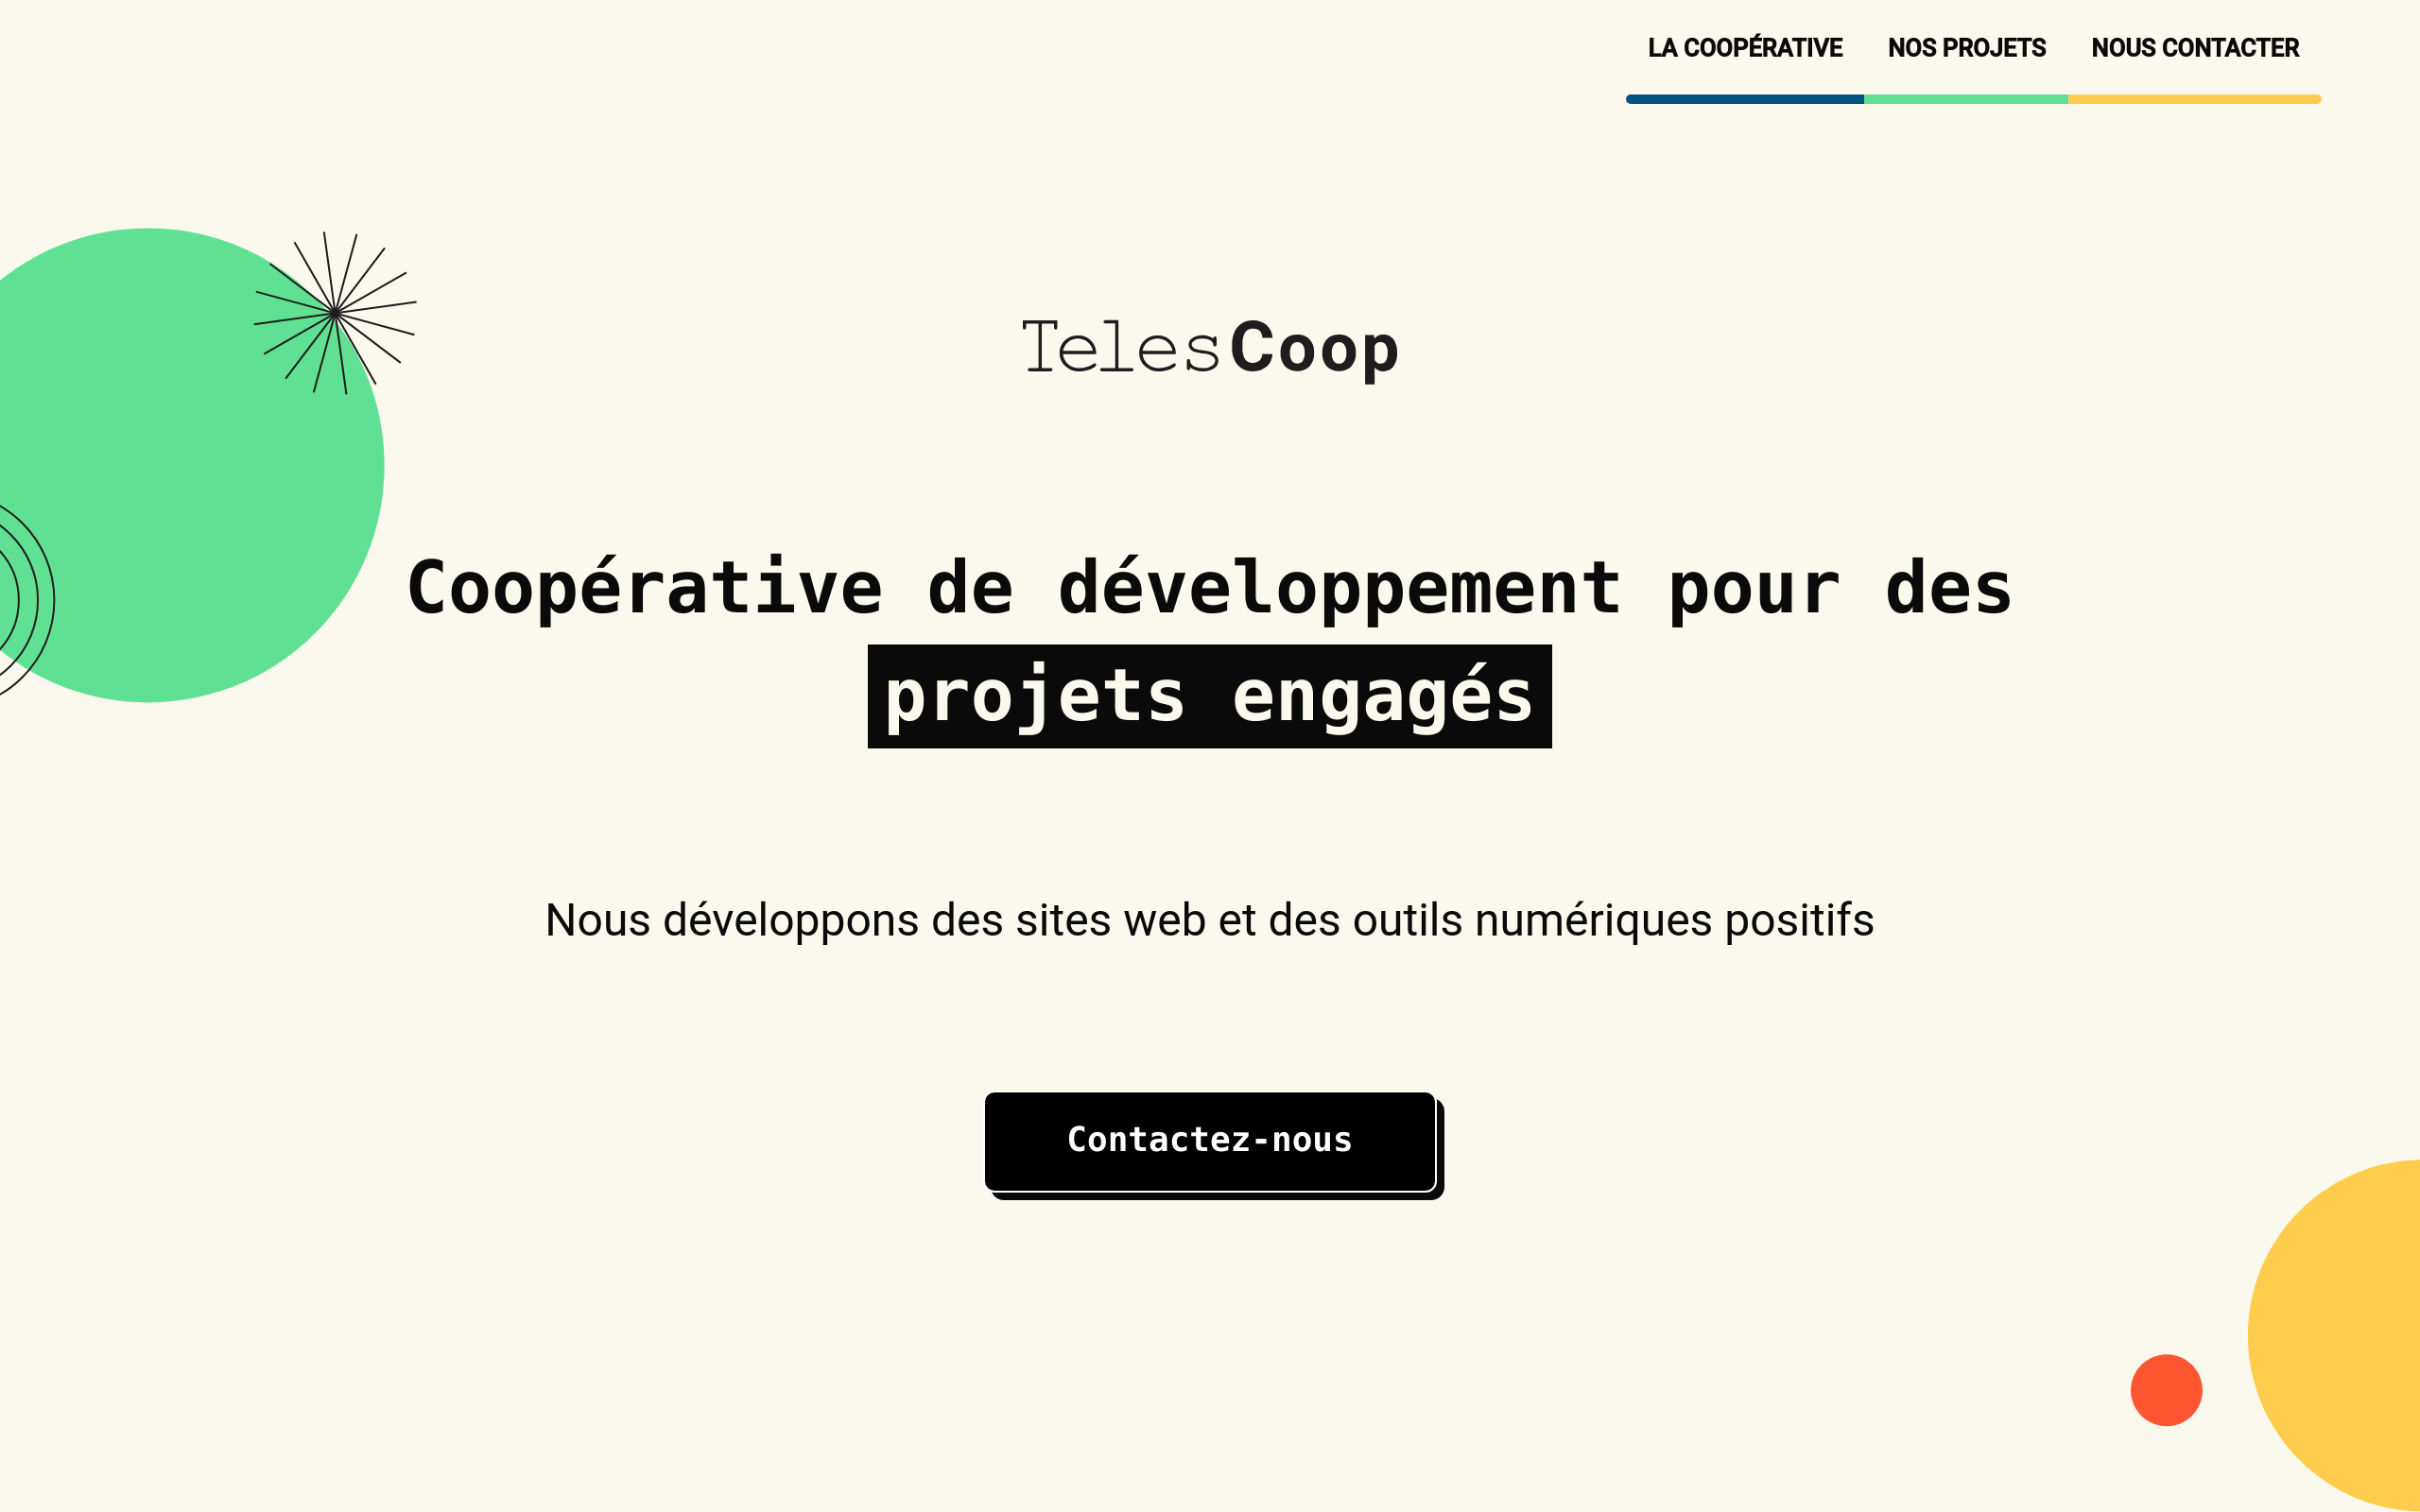 LA COOPÉRATIVE NOS PROJETS NOUS CONTACTER
TelesCoop
Coopérative de développement pour des
projets engagés
Nous développons des sites web et des outils numériques positifs
Contactez-nous